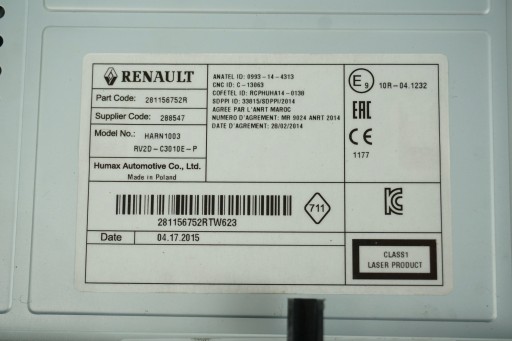 RENAULT
Part Code: 281156752R
Supplier Code: 288547
Model No.: HARN1003
RV2D-C3010E-P
Humax Automotive Co., Ltd.
Made in Poland
ANATEL ID: 0993-14-4313
CNC ID: C-13063
COFETEL ID: RCPHUHA14-0130
SDPPI ID: 33815/SDPPI/2014
AGREE PAR L'ANRT MAROC
NUMERO D'AGREMENT: MR 9024 ANRT 2014
DATE D'AGREMENT: 28/02/2014
E9 10R-04.1232
EAC
CE
1177
281156752RTW623
711
KC
Date 04.17.2015
CLASS1
LASER PRODUCT